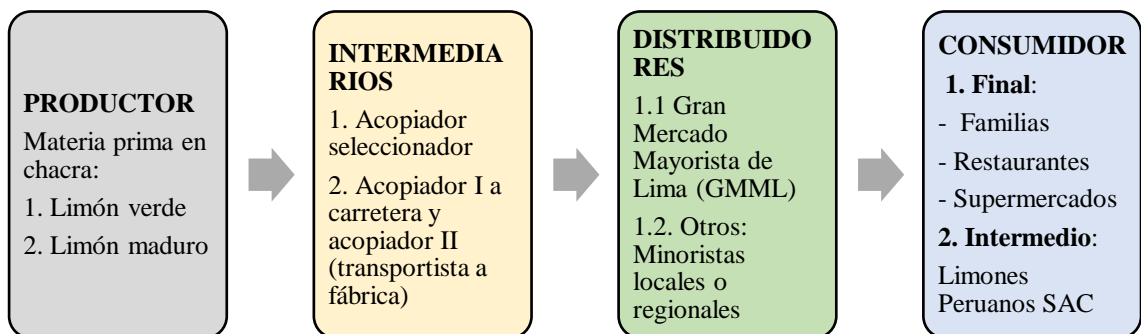 PRODUCTOR
Materia prima en
chacra:
1. Limón verde
2. Limón maduro
INTERMEDIA
RIOS
1. Acopiador
seleccionador
2. Acopiador I a
carretera y
acopiador II
(transportista a
fábrica)
DISTRIBUIDO
RES
1.1 Gran
Mercado
Mayorista de
Lima (GMML)
1.2. Otros:
Minoristas
locales o
regionales
CONSUMIDOR
1. Final:
- Familias
- Restaurantes
- Supermercados
2. Intermedio:
Limones
Peruanos SAC